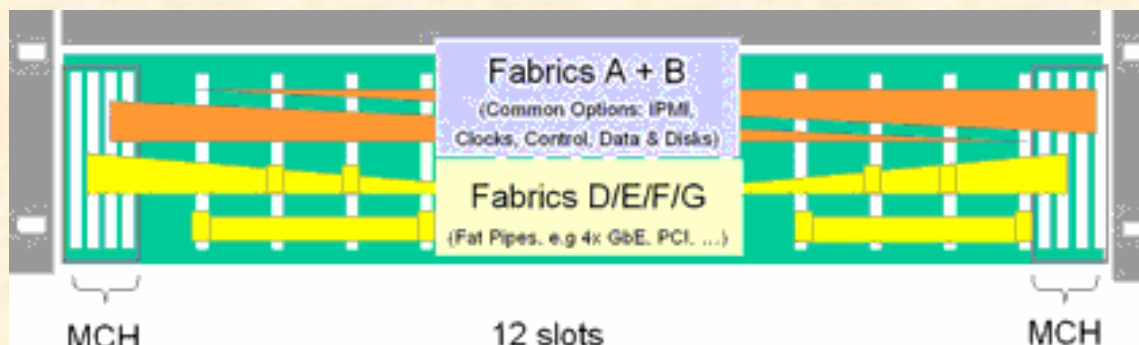 Fabrics A + B
(Common Options: IPMI,
Clocks, Control, Data & Disks)
Fabrics D/E/F/G
(Fat Pipes, e.g 4x GbE, PCI, ...)
MCH
12 slots
MCH